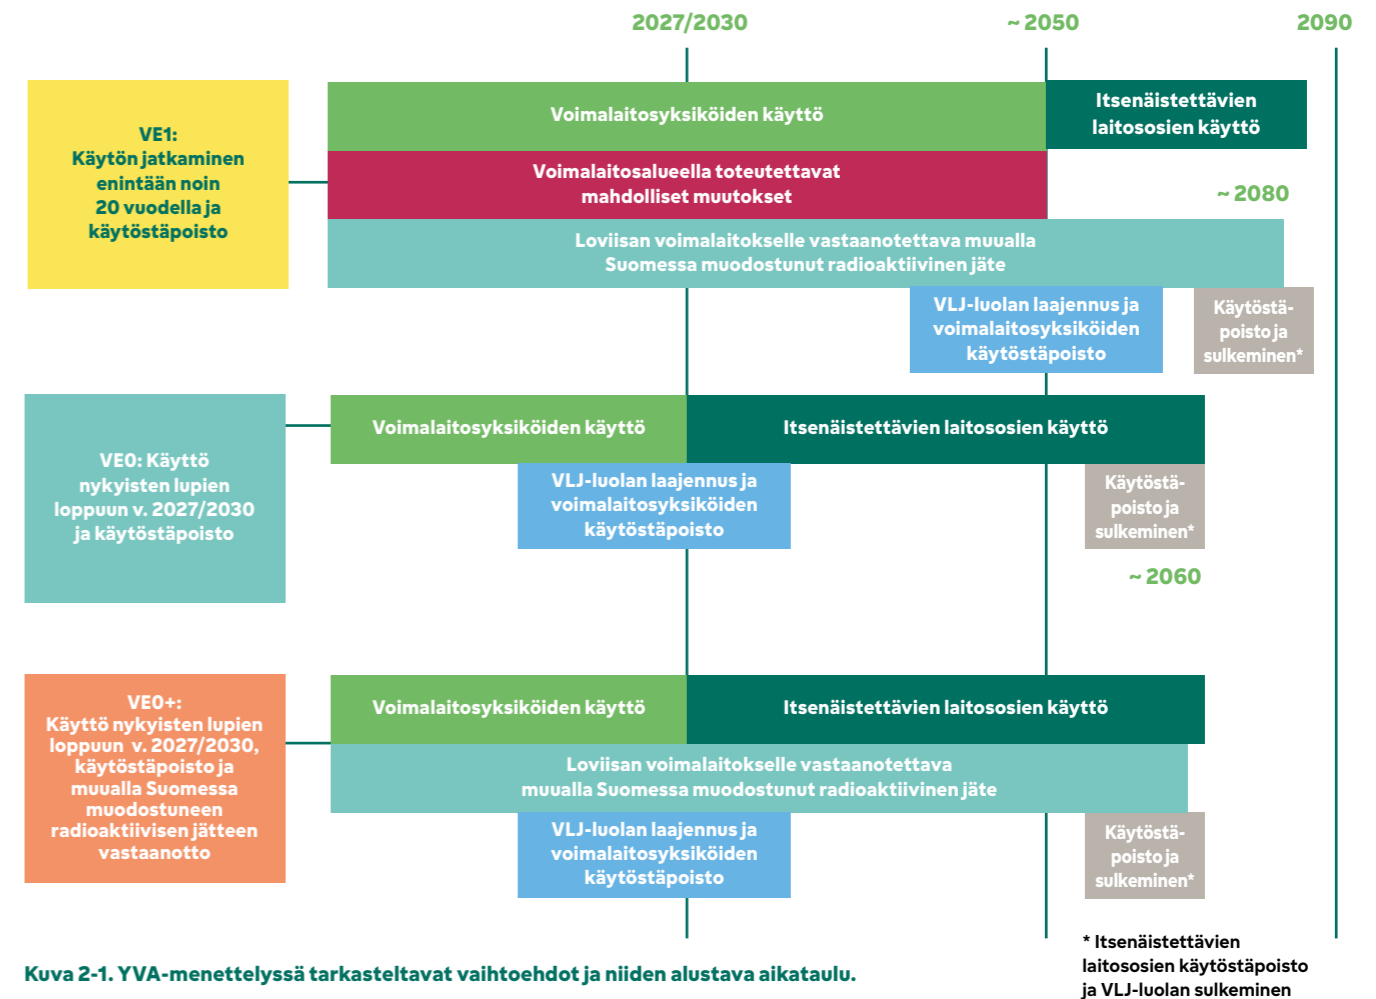 2027/2030
~ 2050
2090
VE1:
Käytön jatkaminen
enintään noin
20 vuodella ja
käytöstäpoisto
Voimalaitosyksiköiden käyttö
Itsenäistettävien
laitososien käyttö
Voimalaitosalueella toteutettavat
mahdolliset muutokset
~ 2080
Loviisan voimalaitokselle vastaanotettava muualla
Suomessa muodostunut radioaktiivinen jäte
VLJ-luolan laajennus ja
voimalaitosyksiköiden
käytöstäpoisto
Käytöstä-
poisto ja
sulkeminen*
VE0: Käyttö
nykyisten lupien
loppuun v. 2027/2030
ja käytöstäpoisto
Voimalaitosyksiköiden käyttö
Itsenäistettävien laitososien käyttö
VLJ-luolan laajennus ja
voimalaitosyksiköiden
käytöstäpoisto
Käytöstä-
poisto ja
sulkeminen*
~ 2060
VE0+:
Käyttö nykyisten lupien
loppuun v. 2027/2030,
käytöstäpoisto ja
muualla Suomessa
muodostuneen
radioaktiivisen jätteen
vastaanotto
Voimalaitosyksiköiden käyttö
Itsenäistettävien laitososien käyttö
Loviisan voimalaitokselle vastaanotettava
muualla Suomessa muodostunut radioaktiivinen jäte
VLJ-luolan laajennus ja
voimalaitosyksiköiden
käytöstäpoisto
Käytöstä-
poisto ja
sulkeminen*
* Itsenäistettävien
laitososien käytöstäpoisto
ja VLJ-luolan sulkeminen
Kuva 2-1. YVA-menettelyssä tarkasteltavat vaihtoehdot ja niiden alustava aikataulu.